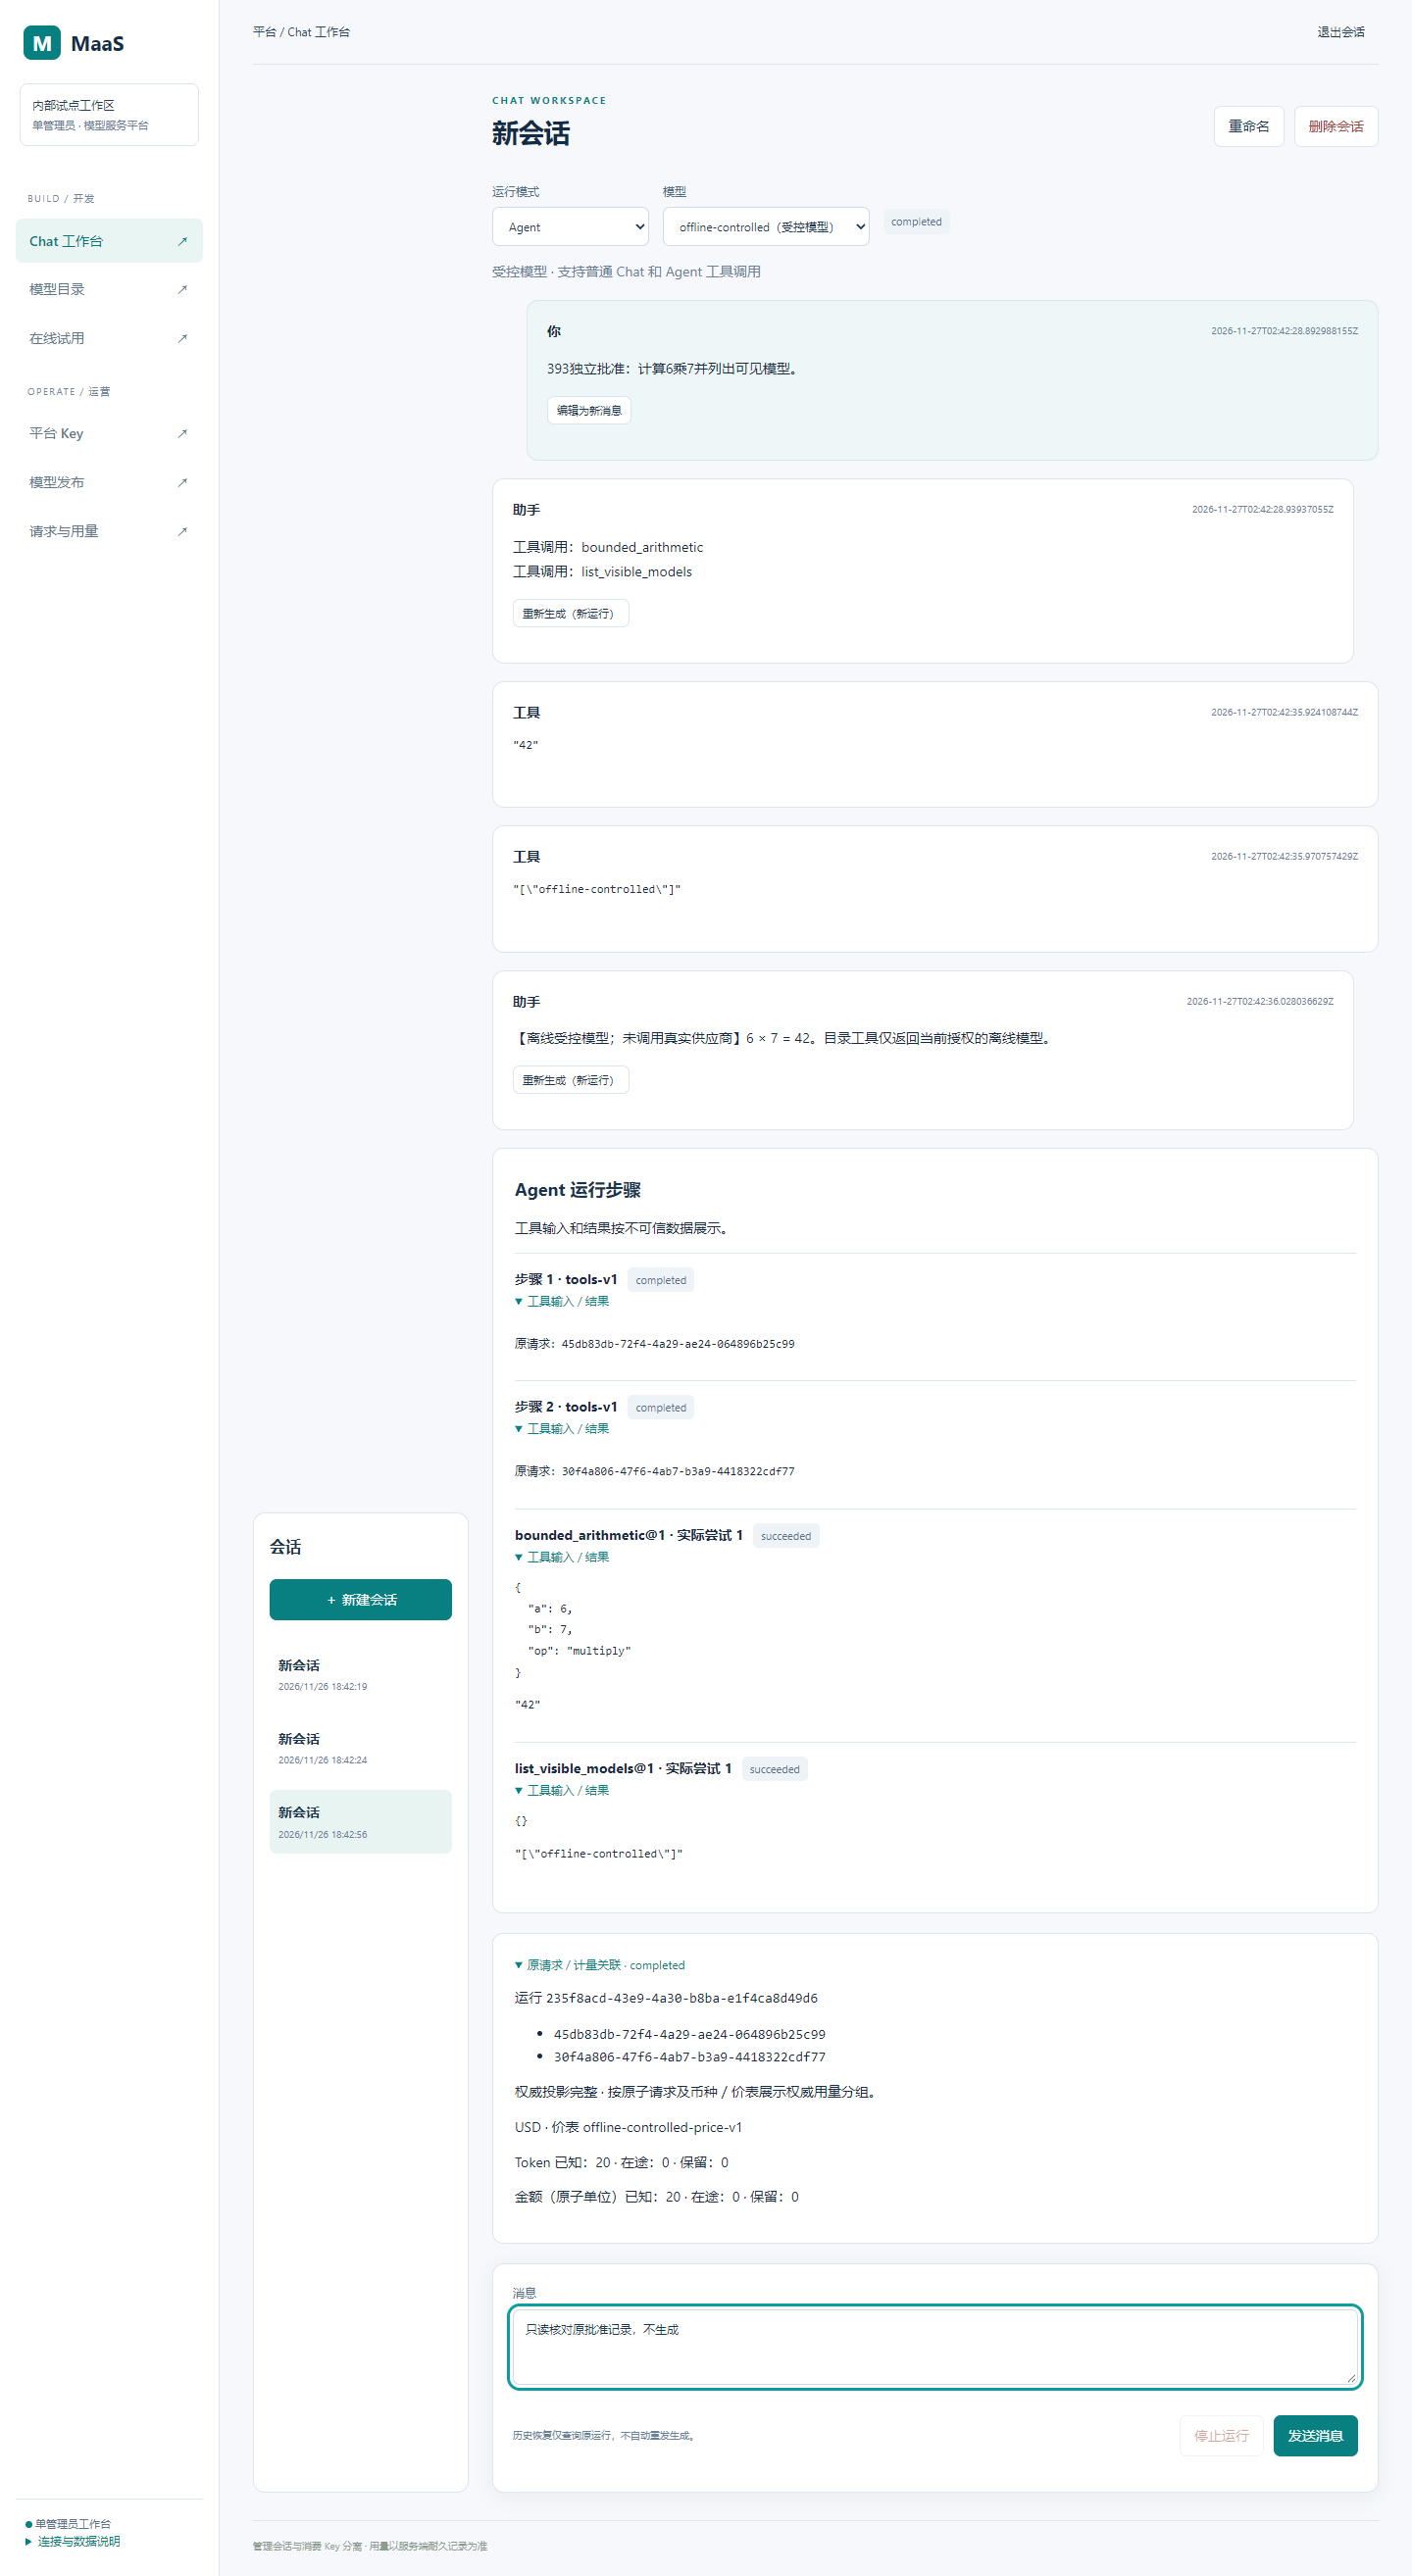 M MaaS
内部试点工作区
单管理员 · 模型服务平台
BUILD / 开发
Chat 工作台 ↗
模型目录 ↗
在线试用 ↗
OPERATE / 运营
平台 Key ↗
模型发布 ↗
请求与用量 ↗
单管理员工作台
连接与数据说明
平台 / Chat 工作台
退出会话
会话
+ 新建会话
新会话
2026/11/26 18:42:19
新会话
2026/11/26 18:42:24
新会话
2026/11/26 18:42:56
CHAT WORKSPACE
新会话
重命名
删除会话
运行模式
Agent
模型
offline-controlled（受控模型）
completed
受控模型 · 支持普通 Chat 和 Agent 工具调用
你
2026-11-27T02:42:28.892988155Z
393独立批准：计算6乘7并列出可见模型。
编辑为新消息
助手
2026-11-27T02:42:28.93937055Z
工具调用：bounded_arithmetic
工具调用：list_visible_models
重新生成（新运行）
工具
2026-11-27T02:42:35.924108744Z
"42"
工具
2026-11-27T02:42:35.970757429Z
"[\"offline-controlled\"]"
助手
2026-11-27T02:42:36.028036629Z
【离线受控模型；未调用真实供应商】6 × 7 = 42。目录工具仅返回当前授权的离线模型。
重新生成（新运行）
Agent 运行步骤
工具输入和结果按不可信数据展示。
步骤 1 · tools-v1 completed
▼ 工具输入 / 结果
原请求：45db83db-72f4-4a29-ae24-064896b25c99
步骤 2 · tools-v1 completed
▼ 工具输入 / 结果
原请求：30f4a806-47f6-4ab7-b3a9-4418322cdf77
bounded_arithmetic@1 · 实际尝试 1 succeeded
▼ 工具输入 / 结果
{
"a": 6,
"b": 7,
"op": "multiply"
}
"42"
list_visible_models@1 · 实际尝试 1 succeeded
▼ 工具输入 / 结果
{}
"[\"offline-controlled\"]"
▼ 原请求 / 计量关联 · completed
运行 235f8acd-43e9-4a30-b8ba-e1f4ca8d49d6
• 45db83db-72f4-4a29-ae24-064896b25c99
• 30f4a806-47f6-4ab7-b3a9-4418322cdf77
权威投影完整 · 按原子请求及币种 / 价表展示权威用量分组。
USD · 价表 offline-controlled-price-v1
Token 已知：20 · 在途：0 · 保留：0
金额（原子单位）已知：20 · 在途：0 · 保留：0
消息
只读核对原批准记录，不生成
历史恢复仅查询原运行，不自动重发生成。
停止运行
发送消息
管理会话与消费 Key 分离 · 用量以服务端耐久记录为准